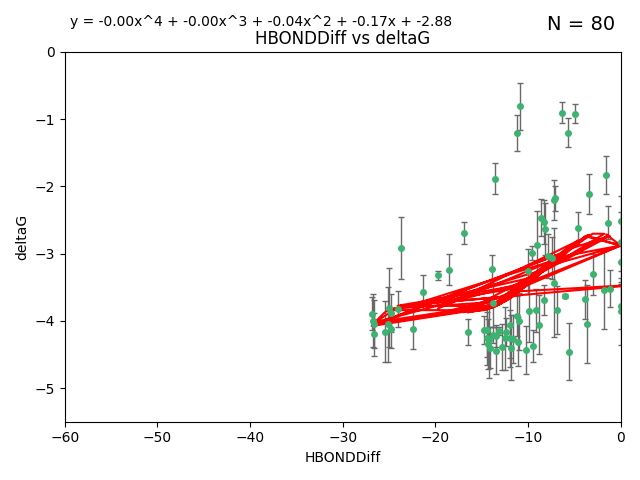 y = -0.00x^4 + -0.00x^3 + -0.04x^2 + -0.17x + -2.88
N = 80
HBONDDiff vs deltaG
0
−1
−2
−3
−4
−5
deltaG
−60 −50 −40 −30 −20 −10 0
HBONDDiff